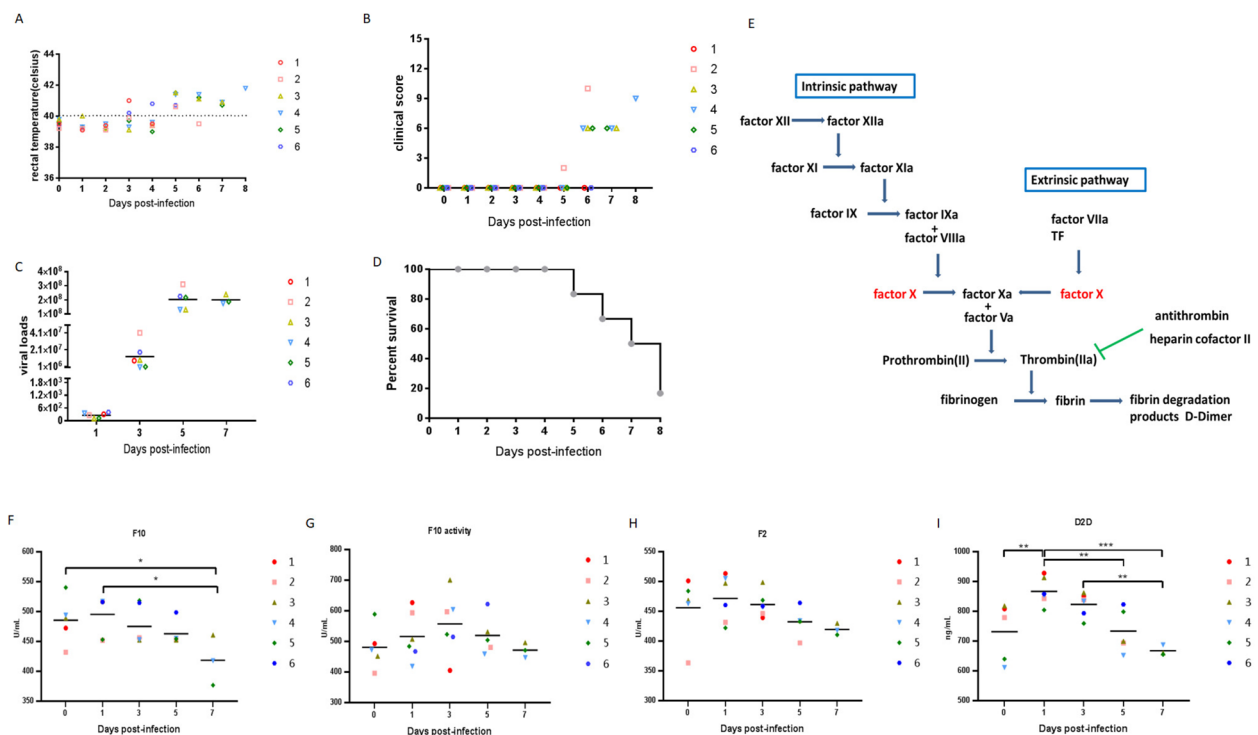 A
rectal temperature(celsius)
44
42
40
38
36
0 1 2 3 4 5 6 7 8
Days post-infection
1
2
3
4
5
6
B
clinical score
15
12
9
6
3
0
0 1 2 3 4 5 6 7 8
Days post-infection
1
2
3
4
5
6
C
viral loads
4×10⁸
3×10⁸
2×10⁸
1×10⁸
4.1×10⁷
2.1×10⁷
1×10⁶
1.8×10³
1.2×10³
6×10²
0
1 3 5 7
Days post-infection
1
2
3
4
5
6
D
Percent survival
100
80
60
40
20
0
0 1 2 3 4 5 6 7 8
Days post-infection
E
Intrinsic pathway
factor XII factor XIIa
factor XI factor XIa
Extrinsic pathway
factor IX factor IXa
+
factor VIIIa
factor VIIa
TF
factor X factor Xa factor X
+
factor Va
antithrombin
heparin cofactor II
Prothrombin(II) Thrombin(IIa)
fibrinogen fibrin fibrin degradation
products D-Dimer
F
F10
U/mL
600
550
500
450
400
350
* 
*
0 1 3 5 7
Days post-infection
1
2
3
4
5
6
G
F10 activity
U/mL
800
700
600
500
400
300
0 1 3 5 7
Days post-infection
1
2
3
4
5
6
H
F2
U/mL
550
500
450
400
350
300
0 1 3 5 7
Days post-infection
1
2
3
4
5
6
I
D2D
ng/mL
1000
900
800
700
600
500
** ***
**
**
0 1 3 5 7
Days post-infection
1
2
3
4
5
6